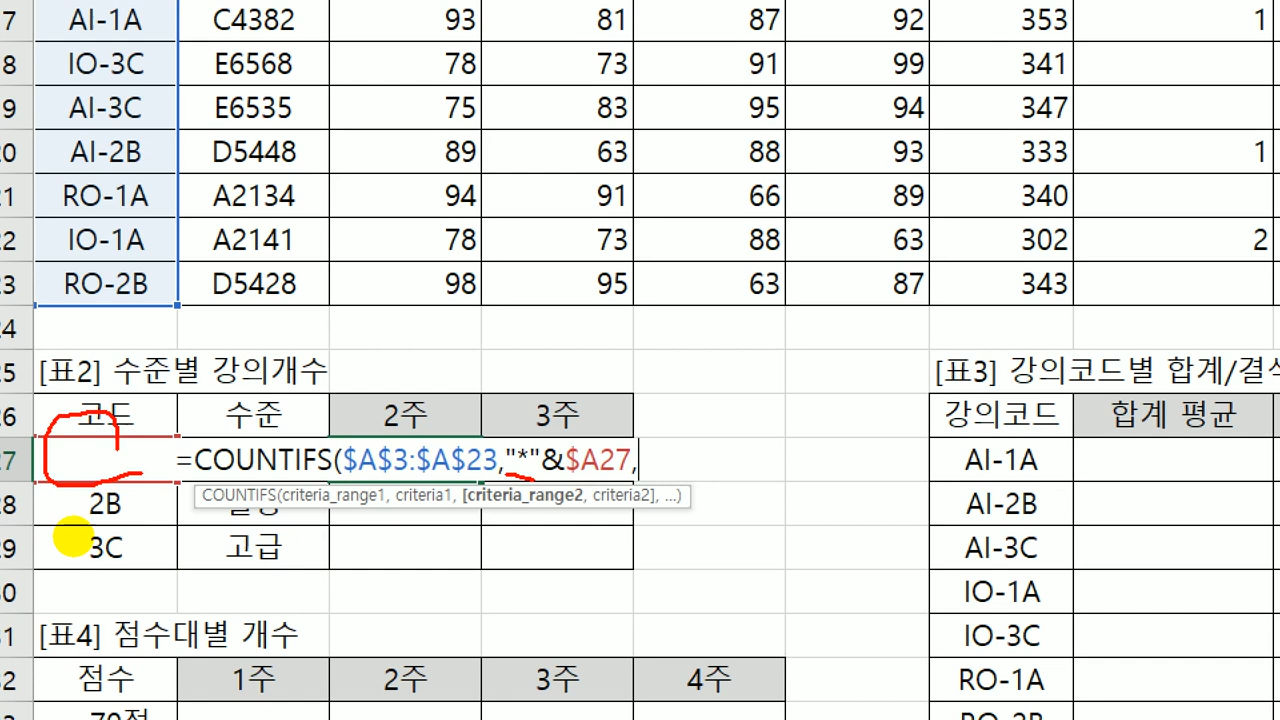 7 AI-1A C4382 93 81 87 92 353 1
8 IO-3C E6568 78 73 91 99 341
9 AI-3C E6535 75 83 95 94 347
20 AI-2B D5448 89 63 88 93 333 1
21 RO-1A A2134 94 91 66 89 340
22 IO-1A A2141 78 73 88 63 302 2
23 RO-2B D5428 98 95 63 87 343
24
25 [표2] 수준별 강의개수 [표3] 강의코드별 합계/결석
26 코드 수준 2주 3주 강의코드 합계 평균
27 =COUNTIFS($A$3:$A$23,"*"&$A27, AI-1A
COUNTIFS(criteria_range1, criteria1, [criteria_range2, criteria2], ...)
28 2B AI-2B
29 3C 고급 AI-3C
30 IO-1A
31 [표4] 점수대별 개수 IO-3C
32 점수 1주 2주 3주 4주 RO-1A
70점 RO-2B